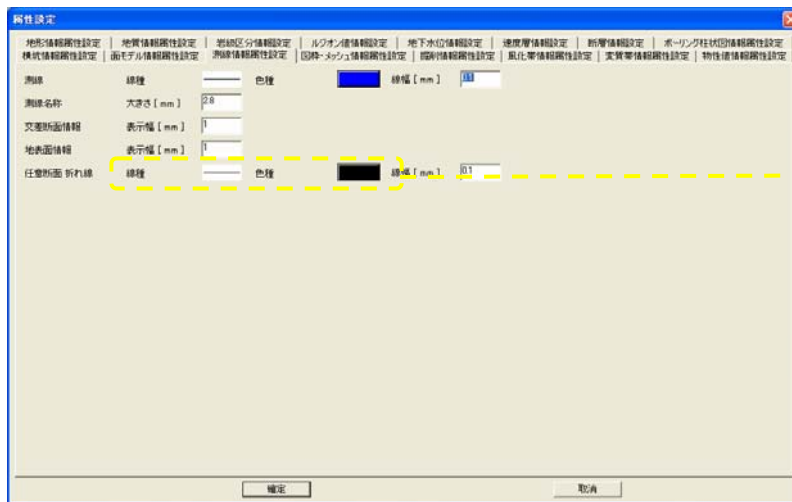 属性設定
地形情報属性設定 地質情報属性設定 岩級区分情報設定 ルジオン値情報設定 地下水位情報設定 速度層情報設定 断層情報設定 ボーリング柱状図情報属性設定
横坑情報属性設定 面モデル情報属性設定 測線情報属性設定 図枠-メッシュ情報属性設定 掘削情報属性設定 風化帯情報属性設定 変質帯情報属性設定 物性値情報属性設定
測線 線種 色種 線幅[mm] 0.1
測線名称 大きさ[mm] 2.8
交差断面情報 表示幅[mm] 1
地表面情報 表示幅[mm] 1
任意断面 折れ線 線種 色種 線幅[mm] 0.1
確定 取消